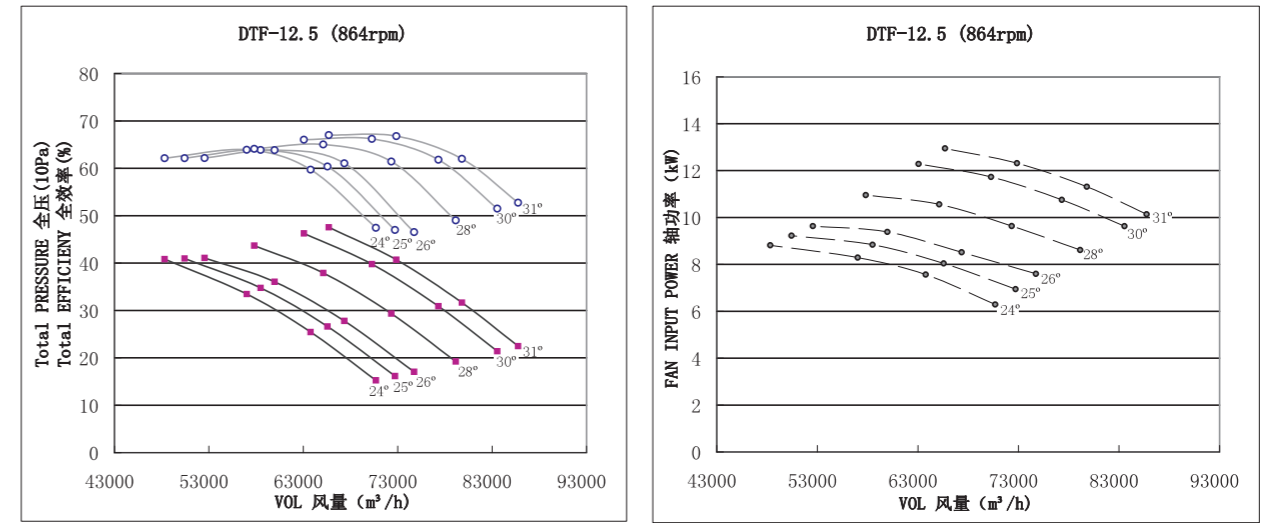 DTF-12.5 (864rpm)
Total PRESSURE 全压(10Pa)
Total EFFICIENY 全效率(%)
80
70
60
50
40
30
20
10
0
24° 25° 26° 28° 30° 31°
24° 25° 26° 28° 30° 31°
43000 53000 63000 73000 83000 93000
VOL 风量 (m³/h)
DTF-12.5 (864rpm)
FAN INPUT POWER 轴功率 (kW)
16
14
12
10
8
6
4
2
0
31°
30°
28°
26°
25°
24°
43000 53000 63000 73000 83000 93000
VOL 风量 (m³/h)